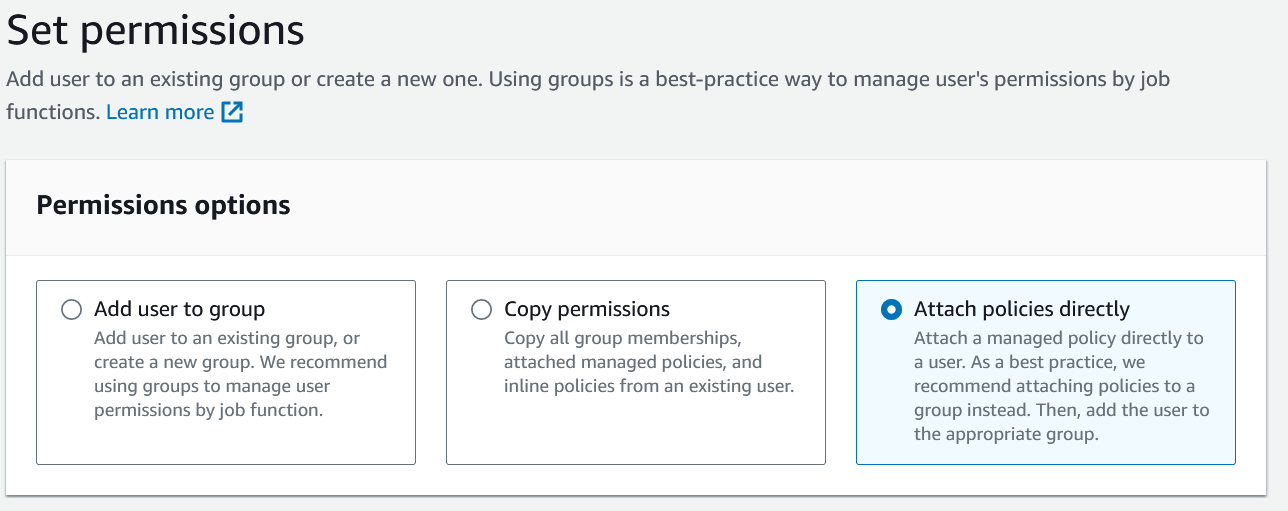 Set permissions
Add user to an existing group or create a new one. Using groups is a best-practice way to manage user's permissions by job
functions. Learn more
Permissions options
Add user to group
Add user to an existing group, or
create a new group. We recommend
using groups to manage user
permissions by job function.
Copy permissions
Copy all group memberships,
attached managed policies, and
inline policies from an existing user.
Attach policies directly
Attach a managed policy directly to
a user. As a best practice, we
recommend attaching policies to a
group instead. Then, add the user to
the appropriate group.